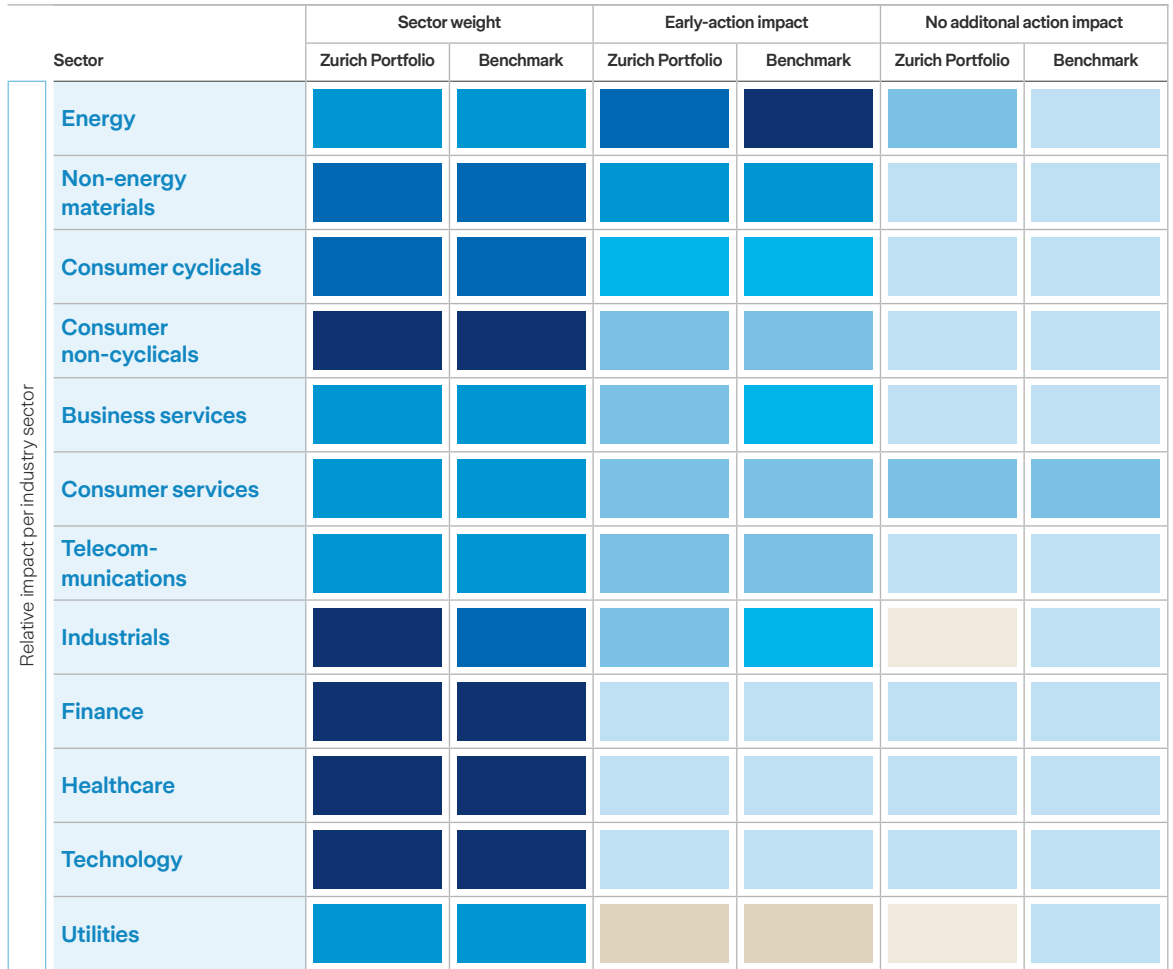 Sector weight
Early-action impact
No additonal action impact
Sector
Zurich Portfolio
Benchmark
Zurich Portfolio
Benchmark
Zurich Portfolio
Benchmark
Relative impact per industry sector
Energy
Non-energy
materials
Consumer cyclicals
Consumer
non-cyclicals
Business services
Consumer services
Telecom-
munications
Industrials
Finance
Healthcare
Technology
Utilities